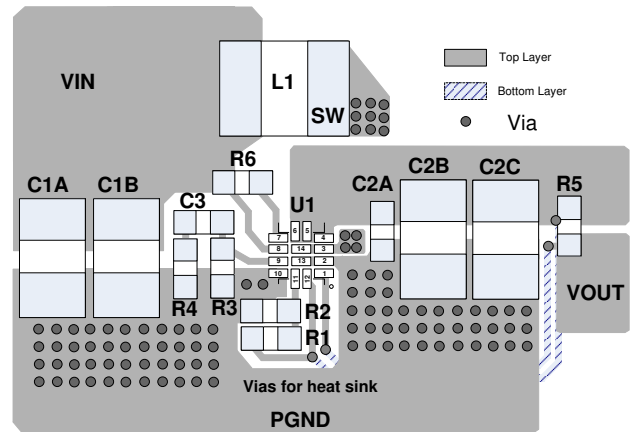 VIN
L1
SW
Top Layer
Bottom Layer
Via
R6
C1A
C1B
C3
U1
C2A
C2B
C2C
R5
6
5
7
4
8
14
3
9
13
2
10
11
12
1
R4
R3
R2
R1
VOUT
Vias for heat sink
PGND